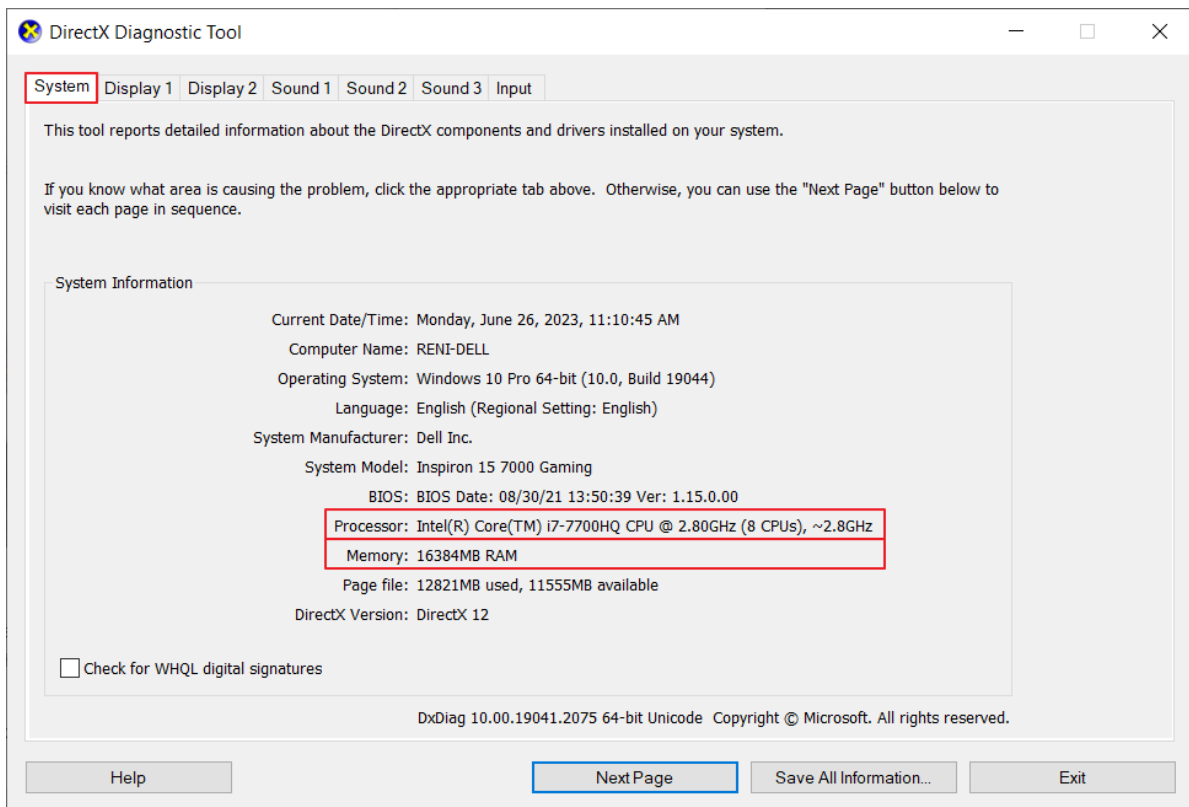 DirectX Diagnostic Tool
System Display 1 Display 2 Sound 1 Sound 2 Sound 3 Input
This tool reports detailed information about the DirectX components and drivers installed on your system.
If you know what area is causing the problem, click the appropriate tab above.  Otherwise, you can use the "Next Page" button below to
visit each page in sequence.
System Information
Current Date/Time: Monday, June 26, 2023, 11:10:45 AM
Computer Name: RENI-DELL
Operating System: Windows 10 Pro 64-bit (10.0, Build 19044)
Language: English (Regional Setting: English)
System Manufacturer: Dell Inc.
System Model: Inspiron 15 7000 Gaming
BIOS: BIOS Date: 08/30/21 13:50:39 Ver: 1.15.0.00
Processor: Intel(R) Core(TM) i7-7700HQ CPU @ 2.80GHz (8 CPUs), ~2.8GHz
Memory: 16384MB RAM
Page file: 12821MB used, 11555MB available
DirectX Version: DirectX 12
Check for WHQL digital signatures
DxDiag 10.00.19041.2075 64-bit Unicode  Copyright © Microsoft. All rights reserved.
Help Next Page Save All Information... Exit